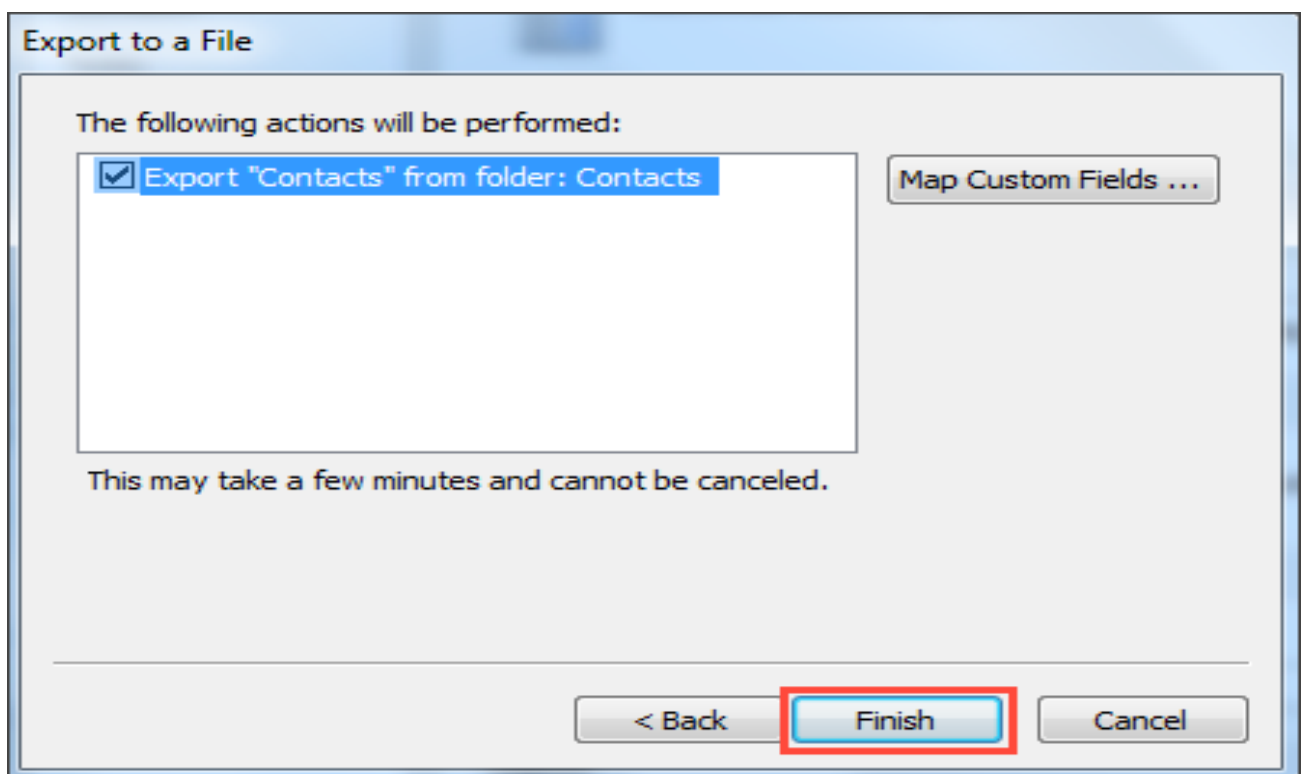 Export to a File
The following actions will be performed:
Export "Contacts" from folder: Contacts
Map Custom Fields ...
This may take a few minutes and cannot be canceled.
< Back
Finish
Cancel